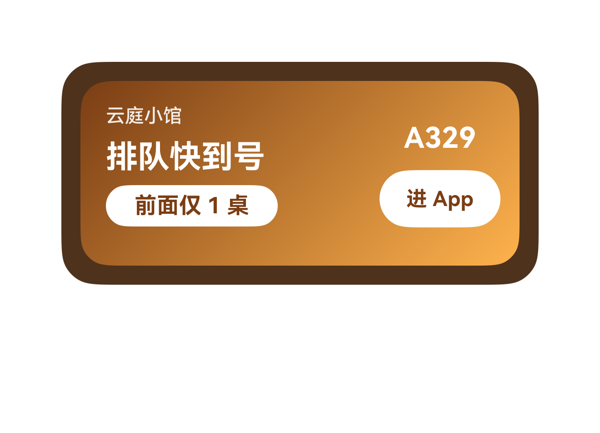 云庭小馆
排队快到号
前面仅 1 桌
A329
进 App